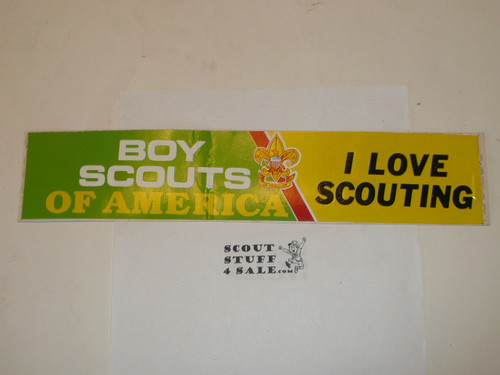 BOY
SCOUTS
OF AMERICA
I LOVE
SCOUTING
SCOUT
STUFF
4 SALE.com